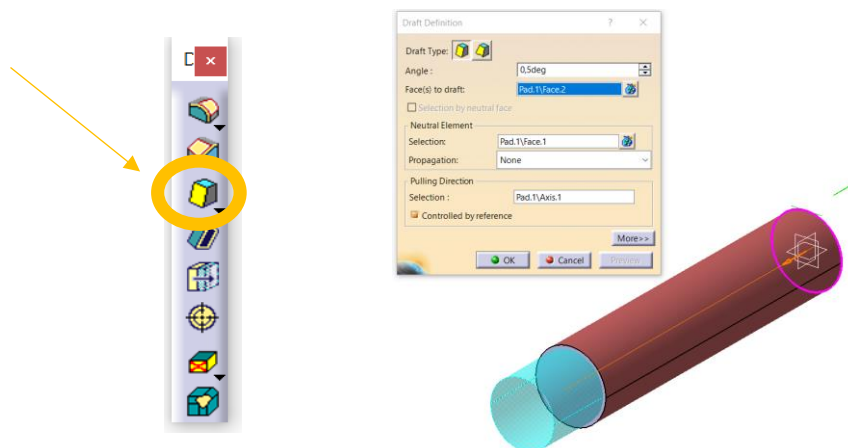 D
Draft Definition ? ×
Draft Type:
Angle : 0,5deg
Face(s) to draft: Pad.1\Face.2
Selection by neutral face
Neutral Element
Selection: Pad.1\Face.1
Propagation: None
Pulling Direction
Selection : Pad.1\Axis.1
Controlled by reference
More>>
OK Cancel Preview